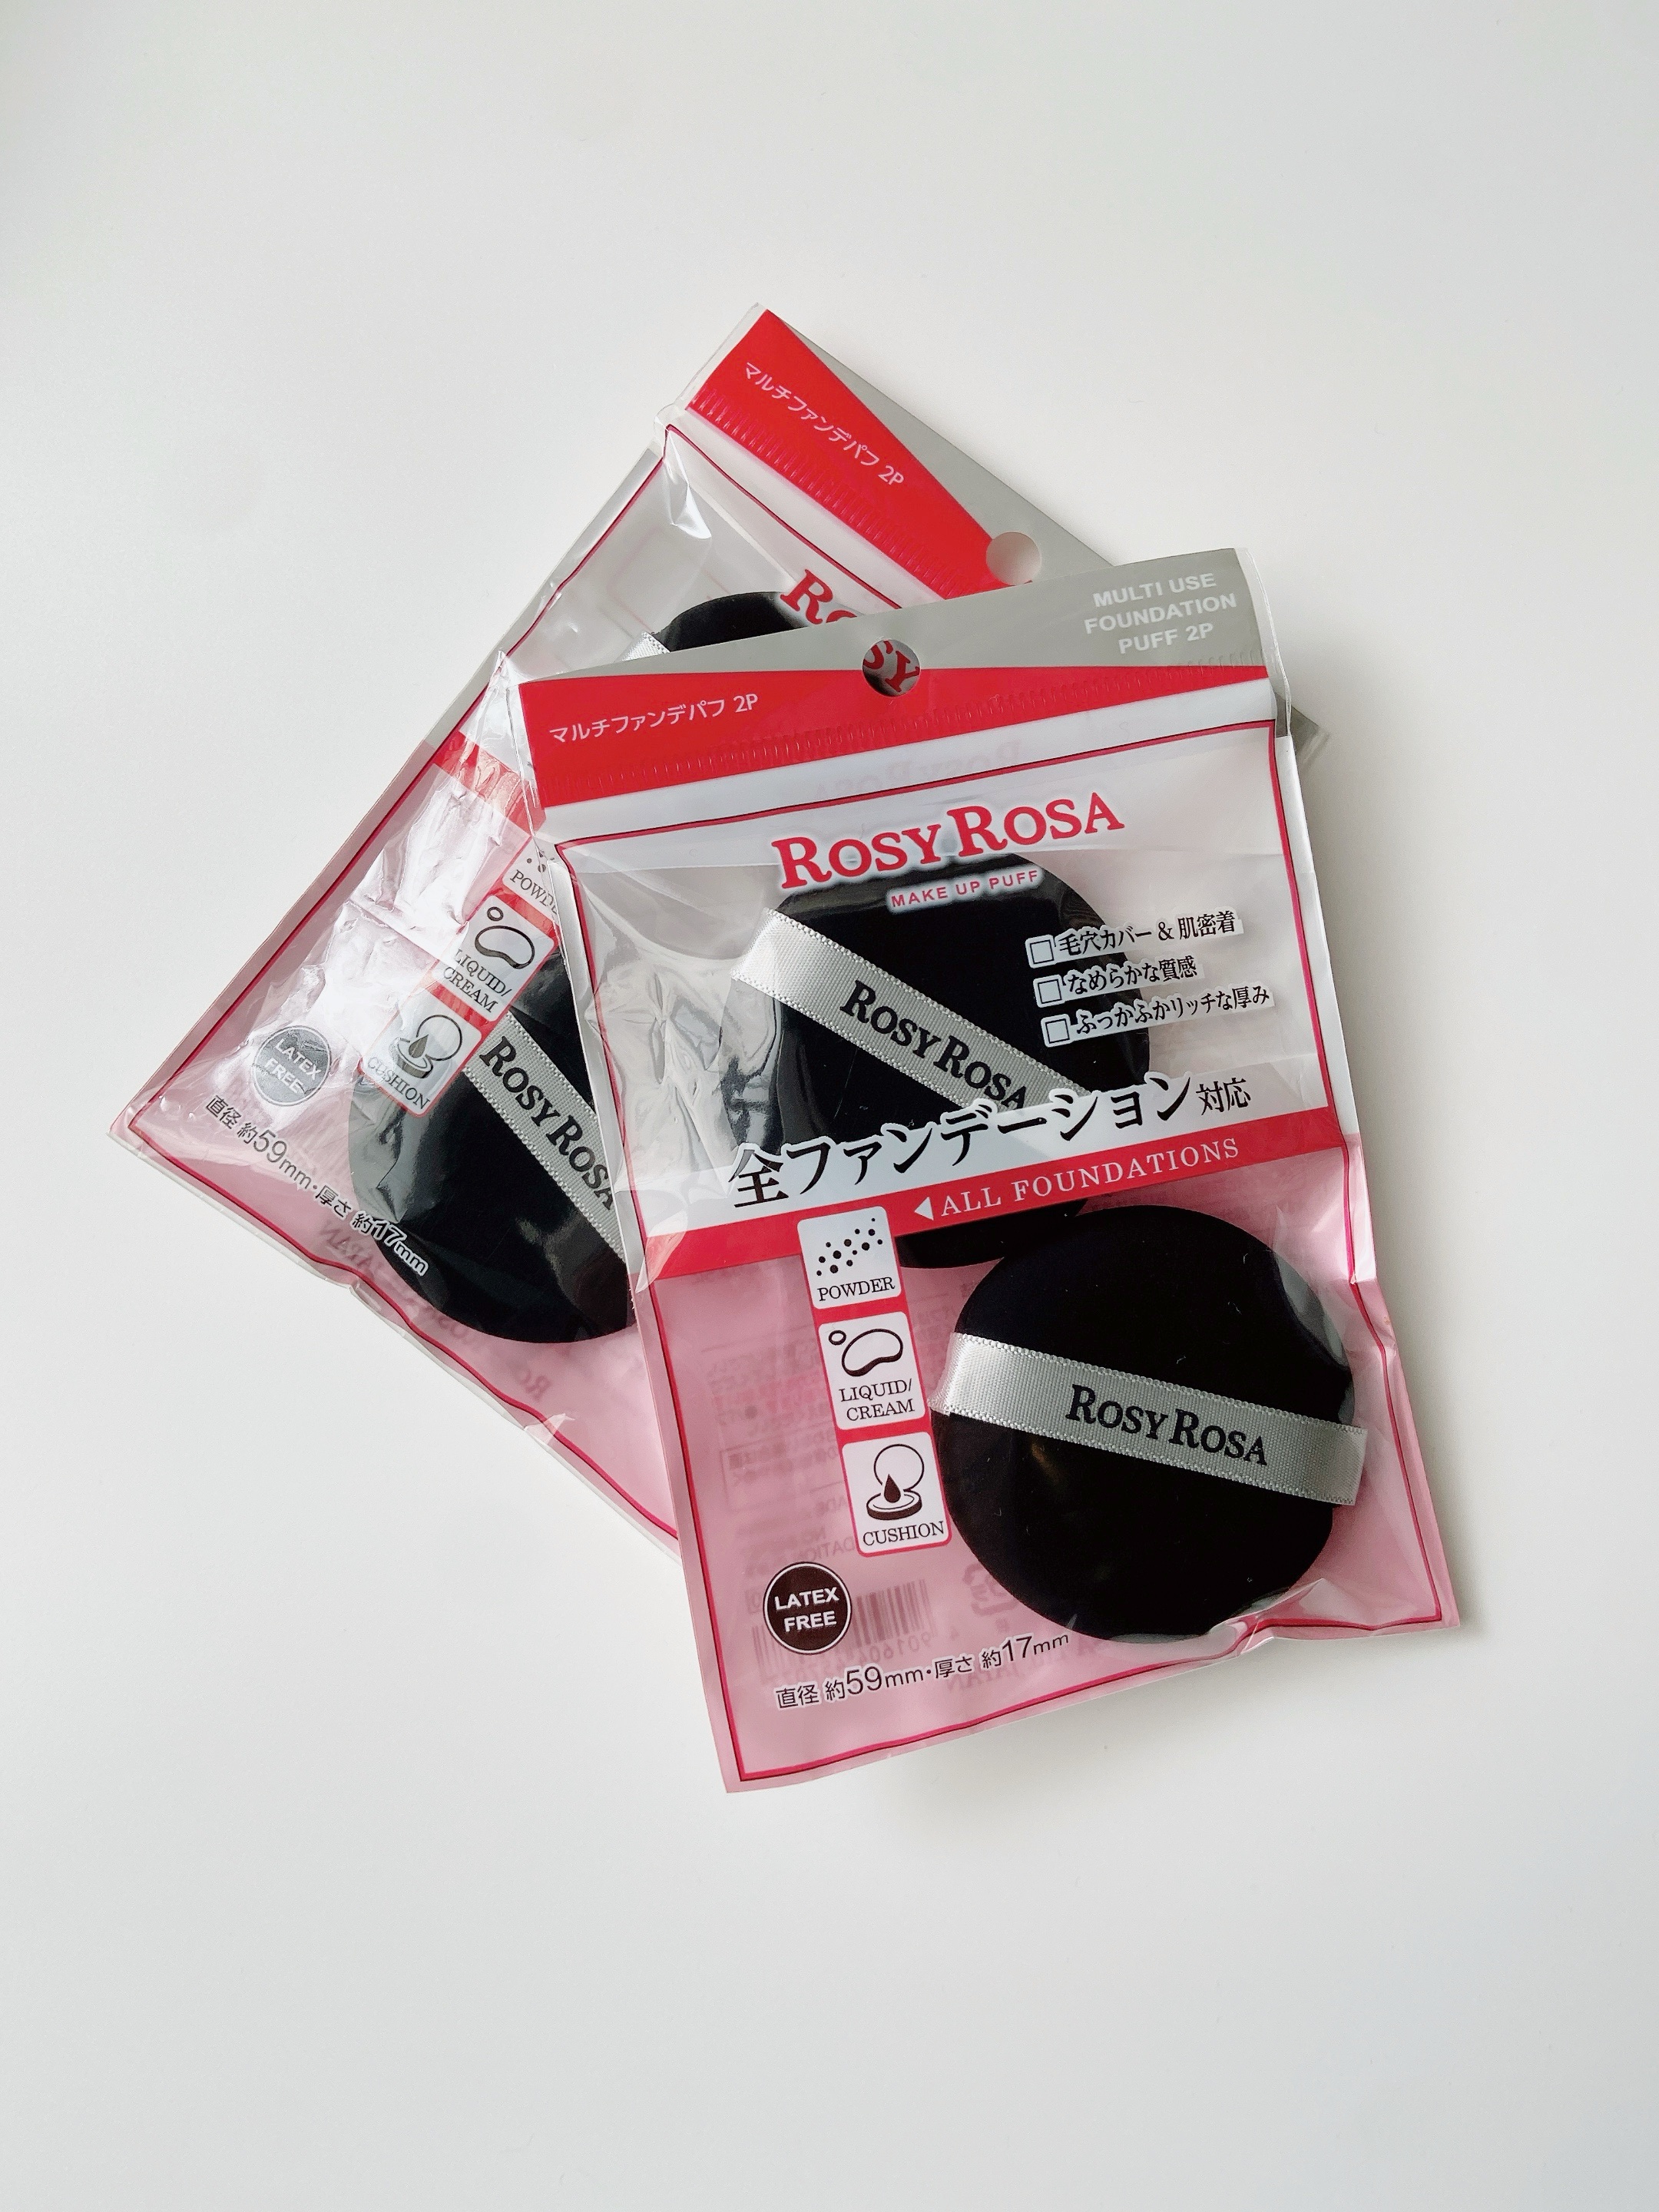 マルチファンデパフ 2P
MULTI USE
FOUNDATION
PUFF 2P
マルチファンデパフ 2P
ROSY ROSA
MAKE UP PUFF
毛穴カバー & 肌密着
なめらかな質感
ふっかふかリッチな厚み
ROSY ROSA
全ファンデーション対応
◀ALL FOUNDATIONS
POWDER
LIQUID/
CREAM
CUSHION
ROSY ROSA
LATEX
FREE
直径 約59mm・厚さ 約17mm
LIQUID/
CREAM
CUSHION
ROSY ROSA
LATEX
FREE
直径 約59mm・厚さ 約17mm